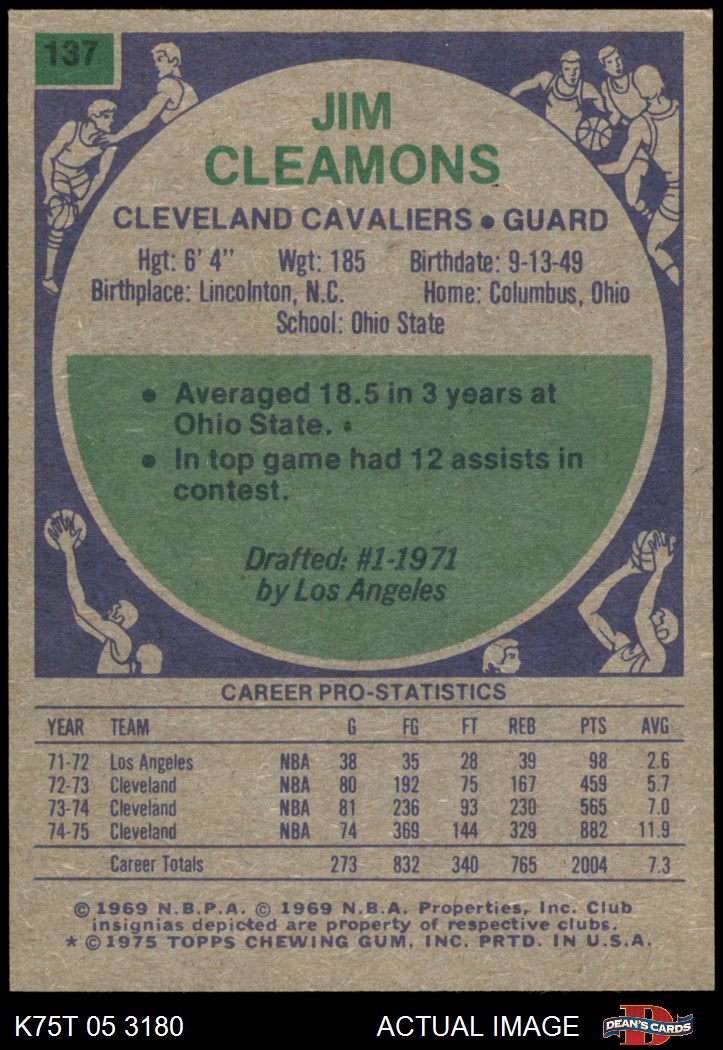 137
JIM
CLEAMONS
CLEVELAND CAVALIERS • GUARD
Hgt: 6' 4" Wgt: 185 Birthdate: 9-13-49
Birthplace: Lincolnton, N.C. Home: Columbus, Ohio
School: Ohio State
• Averaged 18.5 in 3 years at
Ohio State.
• In top game had 12 assists in
contest.
Drafted: #1-1971
by Los Angeles
CAREER PRO-STATISTICS
YEAR TEAM G FG FT REB PTS AVG
71-72 Los Angeles NBA 38 35 28 39 98 2.6
72-73 Cleveland NBA 80 192 75 167 459 5.7
73-74 Cleveland NBA 81 236 93 230 565 7.0
74-75 Cleveland NBA 74 369 144 329 882 11.9
Career Totals 273 832 340 765 2004 7.3
© 1969 N.B.P.A. © 1969 N.B.A. Properties, Inc. Club
insignias depicted are property of respective clubs.
* © 1975 TOPPS CHEWING GUM, INC. PRTD. IN U.S.A.
K75T 05 3180 ACTUAL IMAGE DEAN'S CARDS